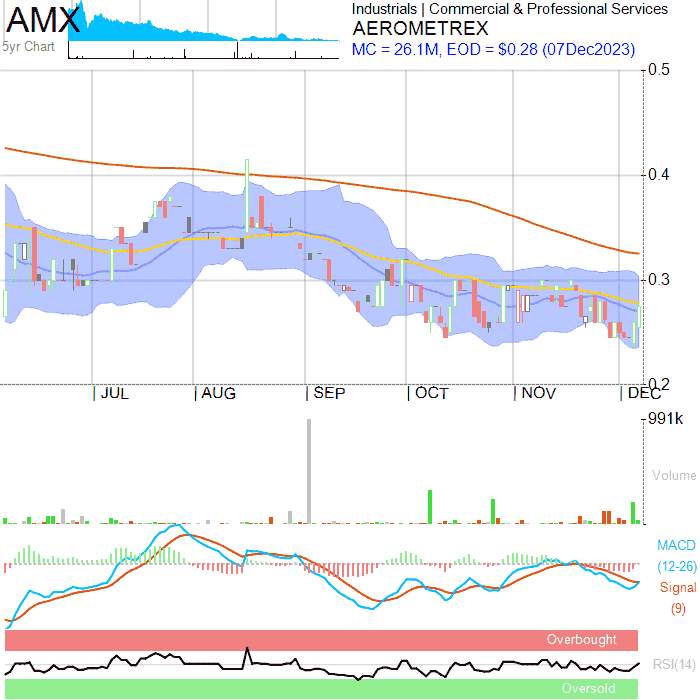 AMX
5yr Chart
Industrials | Commercial & Professional Services
AEROMETREX
MC = 26.1M, EOD = $0.28 (07Dec2023)
0.5
0.4
0.3
0.2
JUL AUG SEP OCT NOV DEC
991k
Volume
MACD
(12-26)
Signal
(9)
Overbought
RSI(14)
Oversold